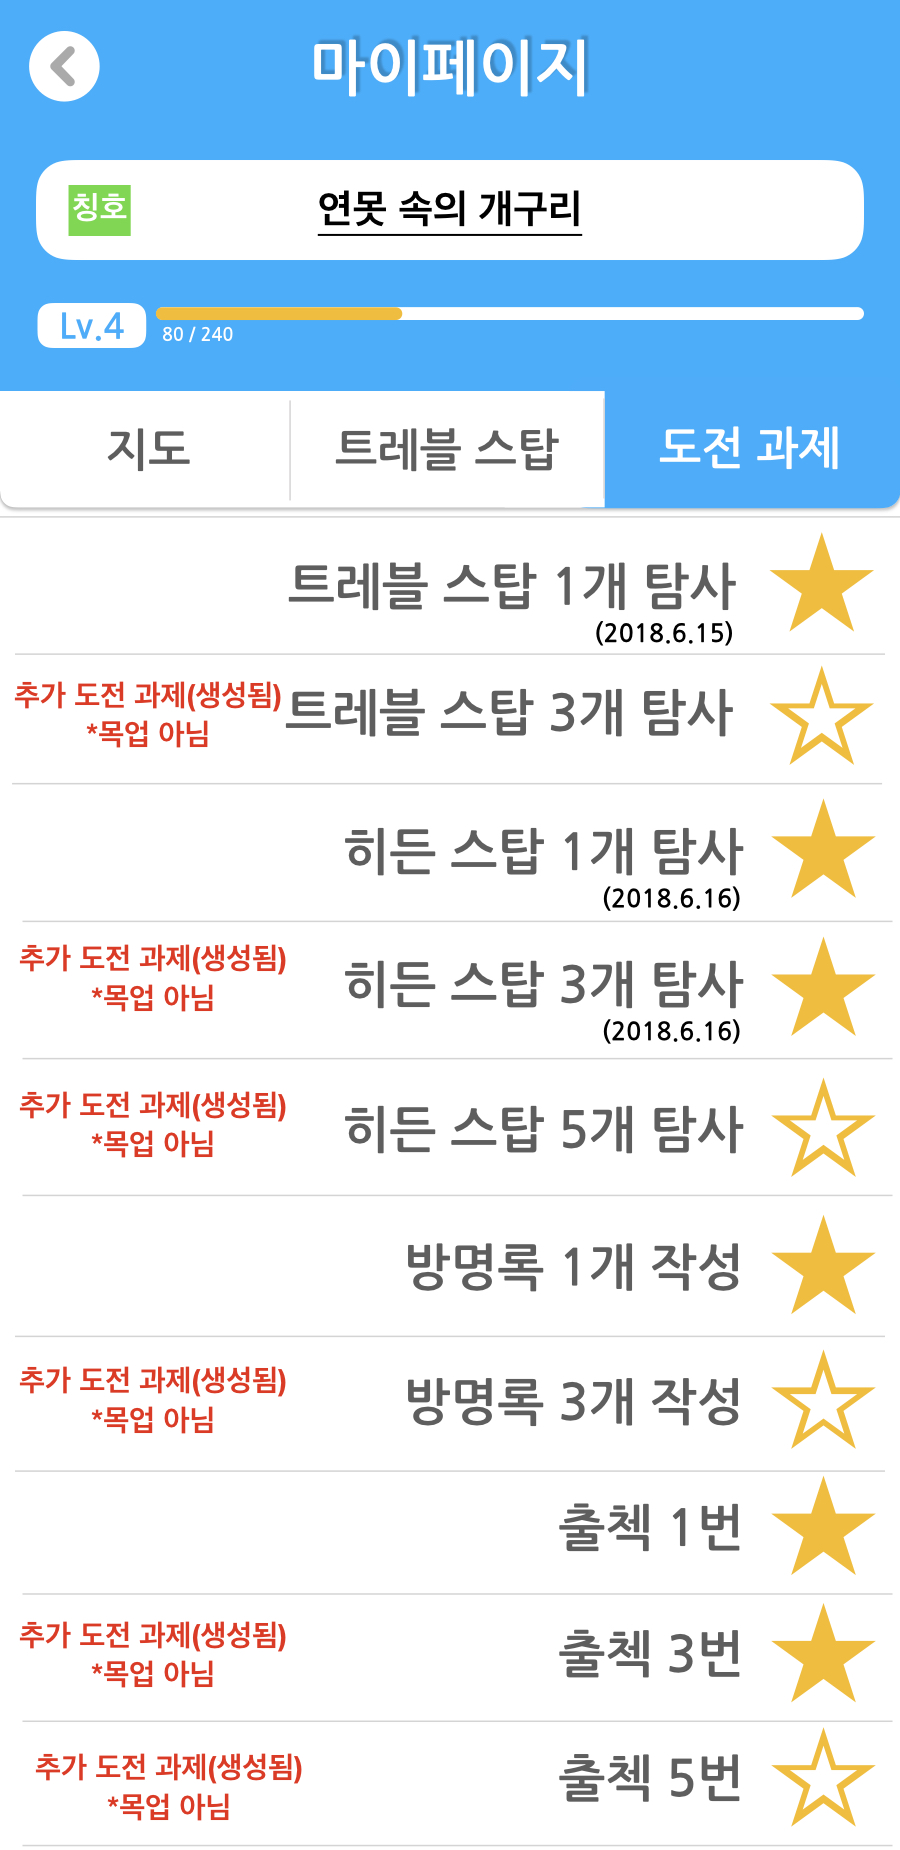 마이페이지
칭호
연못 속의 개구리
Lv.4
80 / 240
지도
트레블 스탑
도전 과제
트레블 스탑 1개 탐사
(2018.6.15)
추가 도전 과제(생성됨)
*목업 아님
트레블 스탑 3개 탐사
히든 스탑 1개 탐사
(2018.6.16)
추가 도전 과제(생성됨)
*목업 아님
히든 스탑 3개 탐사
(2018.6.16)
추가 도전 과제(생성됨)
*목업 아님
히든 스탑 5개 탐사
방명록 1개 작성
추가 도전 과제(생성됨)
*목업 아님
방명록 3개 작성
출첵 1번
추가 도전 과제(생성됨)
*목업 아님
출첵 3번
추가 도전 과제(생성됨)
*목업 아님
출첵 5번